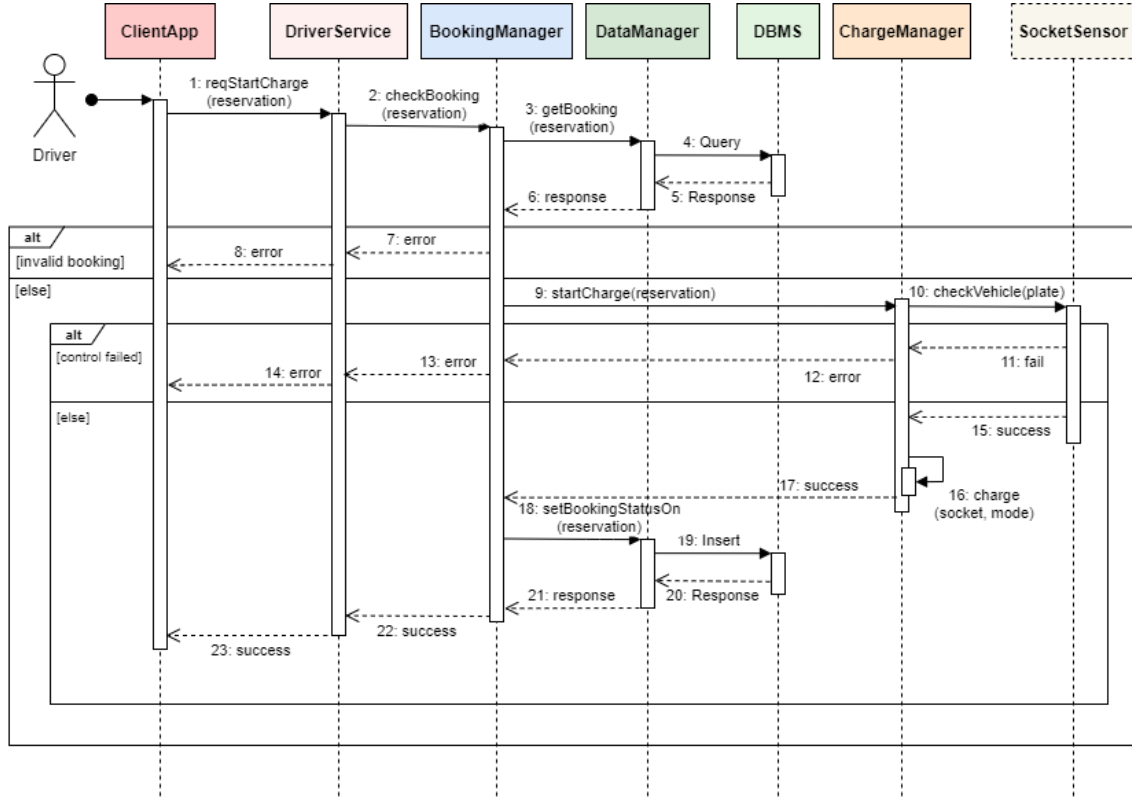 ClientApp
DriverService
BookingManager
DataManager
DBMS
ChargeManager
SocketSensor
Driver
1: reqStartCharge
(reservation)
2: checkBooking
(reservation)
3: getBooking
(reservation)
4: Query
5: Response
6: response
alt
[invalid booking]
7: error
8: error
[else]
9: startCharge(reservation)
10: checkVehicle(plate)
alt
[control failed]
11: fail
12: error
13: error
14: error
[else]
15: success
16: charge
(socket, mode)
17: success
18: setBookingStatusOn
(reservation)
19: Insert
20: Response
21: response
22: success
23: success